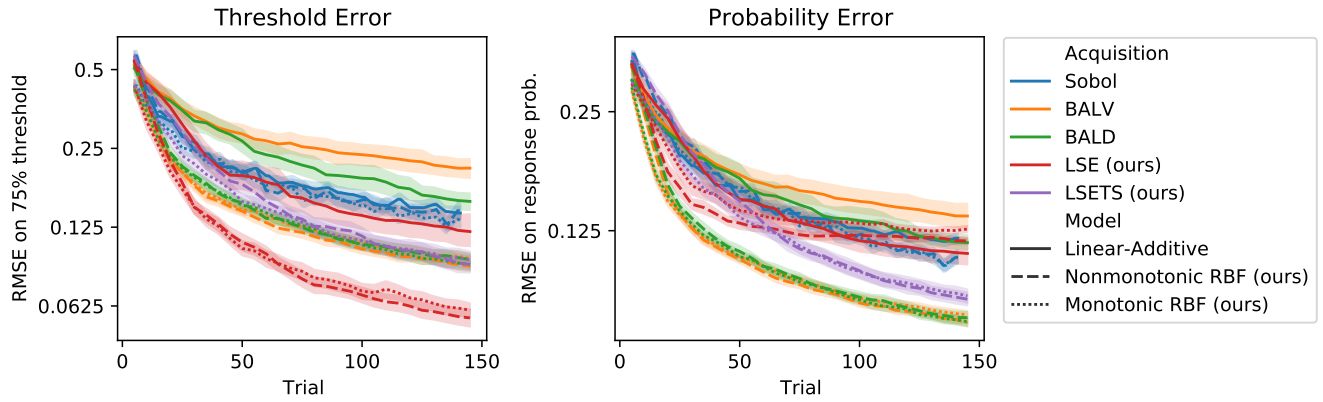 Threshold Error
RMSE on 75% threshold
0.5
0.25
0.125
0.0625
0
50
100
150
Trial
Probability Error
RMSE on response prob.
0.25
0.125
0
50
100
150
Trial
Acquisition
Sobol
BALV
BALD
LSE (ours)
LSETS (ours)
Model
Linear-Additive
Nonmonotonic RBF (ours)
Monotonic RBF (ours)